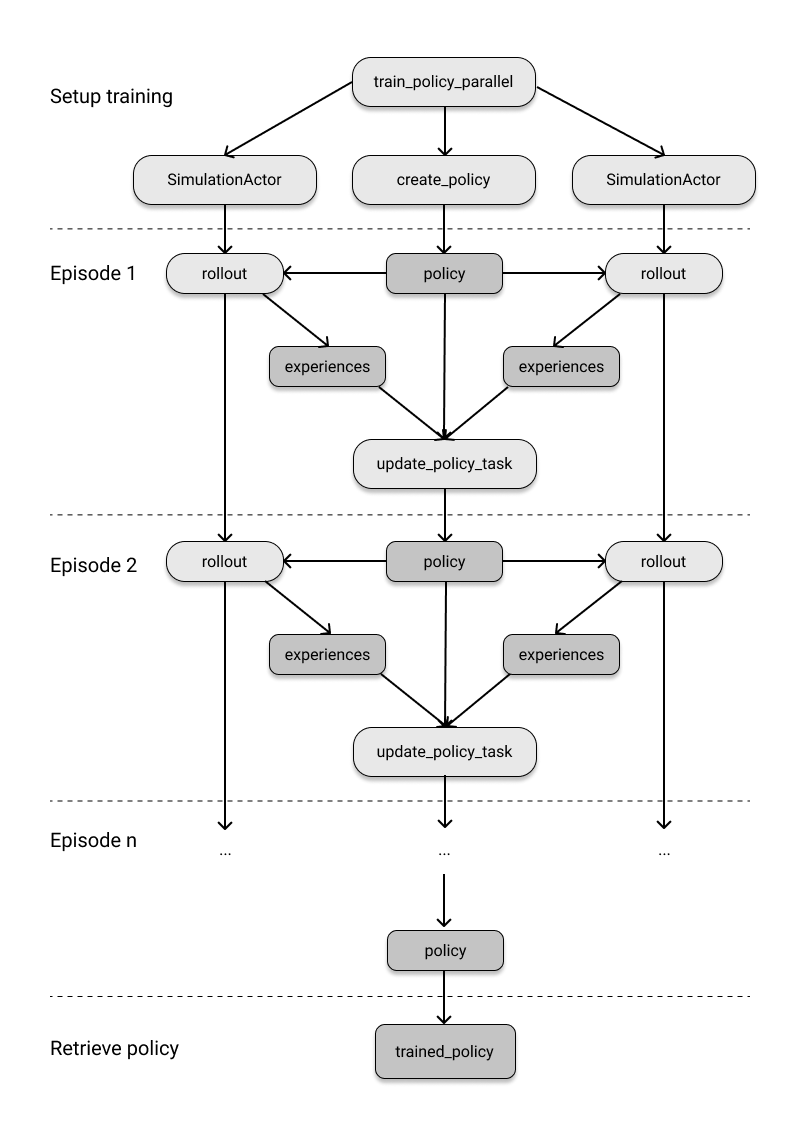 train_policy_parallel
Setup training
SimulationActor
create_policy
SimulationActor
Episode 1
rollout
policy
rollout
experiences
experiences
update_policy_task
Episode 2
rollout
policy
rollout
experiences
experiences
update_policy_task
Episode n
...
...
...
policy
Retrieve policy
trained_policy